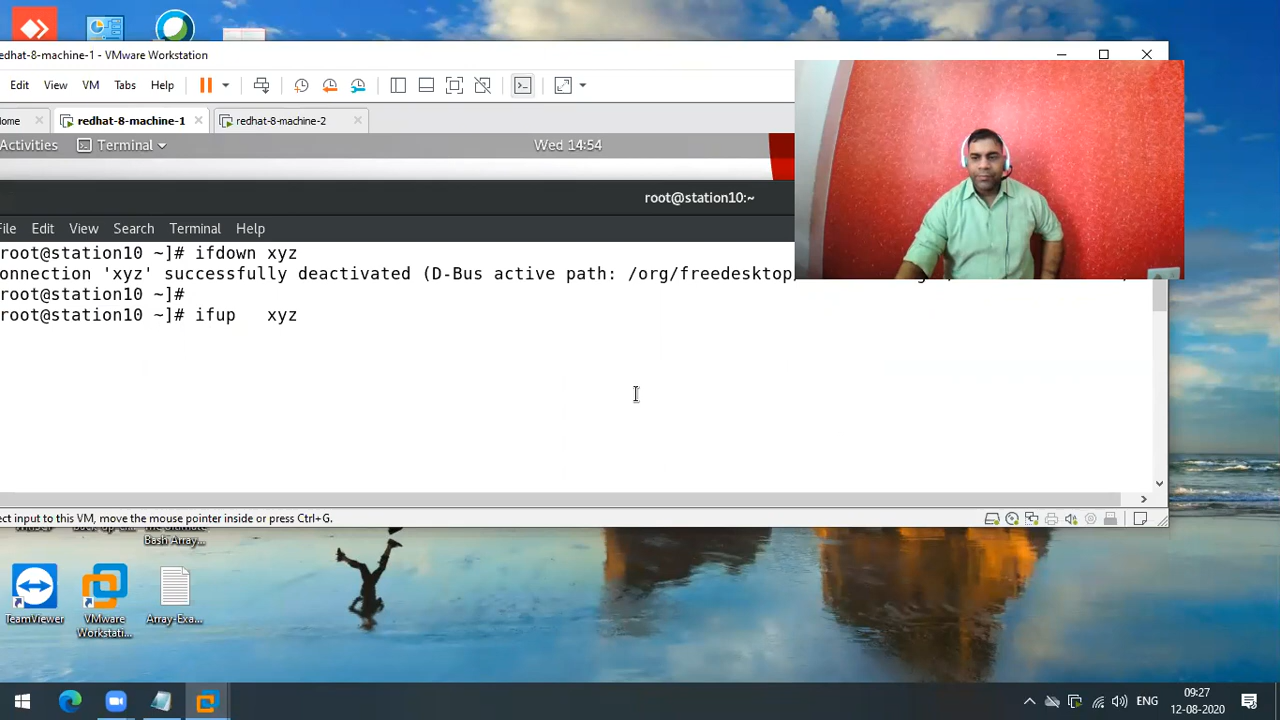 redhat-8-machine-1 - VMware Workstation
Edit View VM Tabs Help
ome redhat-8-machine-1 redhat-8-machine-2
Activities Terminal Wed 14:54
root@station10:~
File Edit View Search Terminal Help
root@station10 ~]# ifdown xyz
onnection 'xyz' successfully deactivated (D-Bus active path: /org/freedesktop/
root@station10 ~]#
root@station10 ~]# ifup xyz
ect input to this VM, move the mouse pointer inside or press Ctrl+G.
Bash Array...
TeamViewer
VMware Workstati...
Array-Exa...
ENG
09:27
12-08-2020